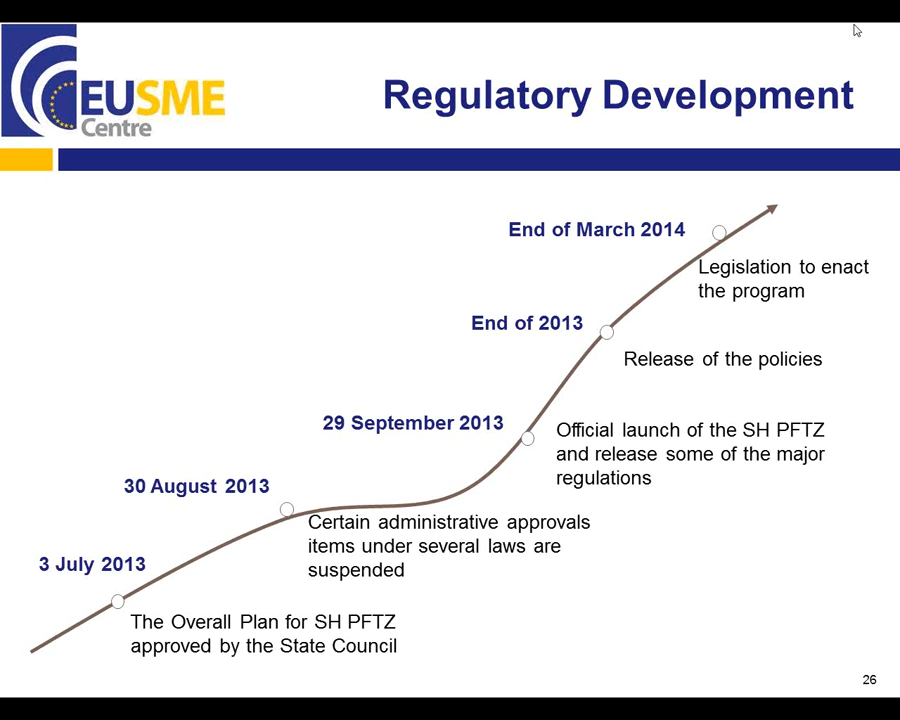 EUSME
Centre
Regulatory Development
End of March 2014
Legislation to enact
the program
End of 2013
Release of the policies
29 September 2013
Official launch of the SH PFTZ
and release some of the major
regulations
30 August 2013
Certain administrative approvals
items under several laws are
suspended
3 July 2013
The Overall Plan for SH PFTZ
approved by the State Council
26